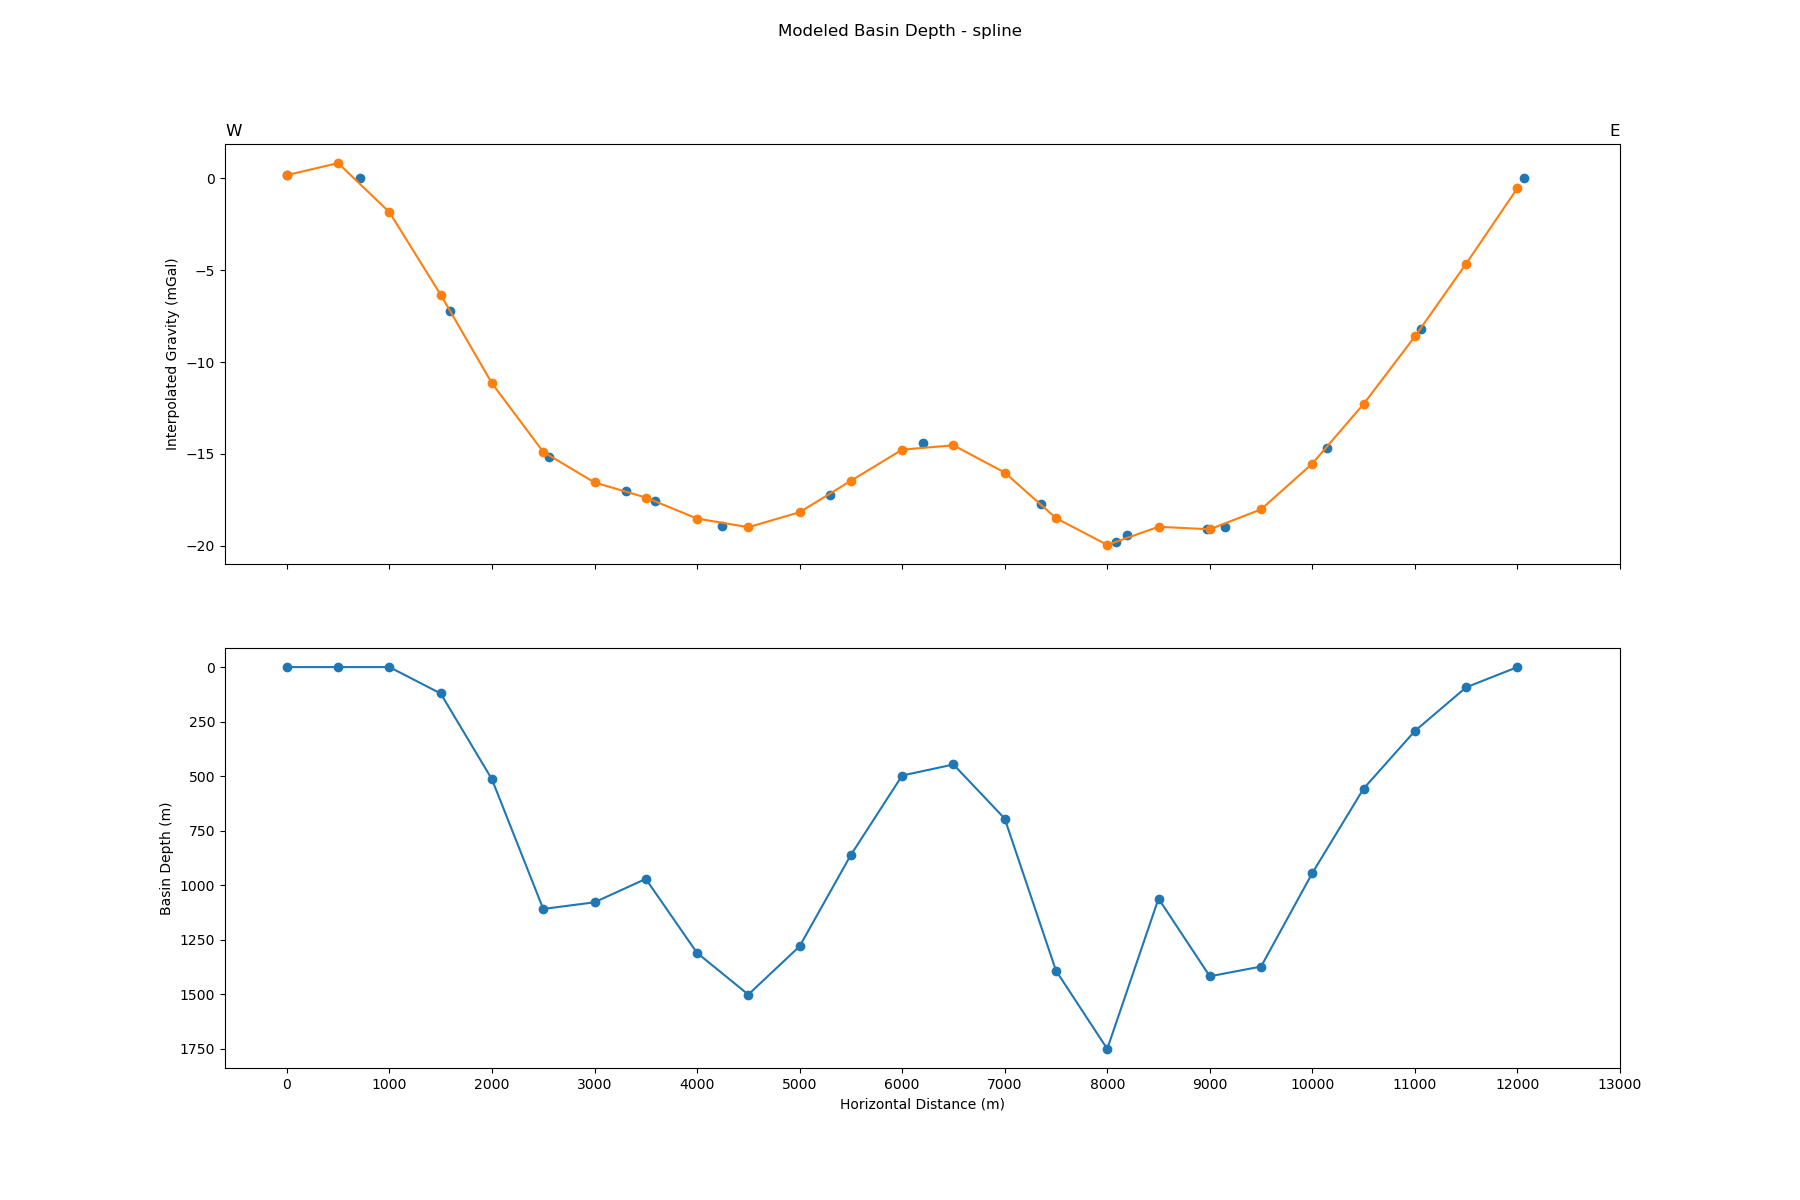 Modeled Basin Depth - spline
W
E
0
−5
−10
−15
−20
Interpolated Gravity (mGal)
0
250
500
750
1000
1250
1500
1750
Basin Depth (m)
0 1000 2000 3000 4000 5000 6000 7000 8000 9000 10000 11000 12000 13000
Horizontal Distance (m)